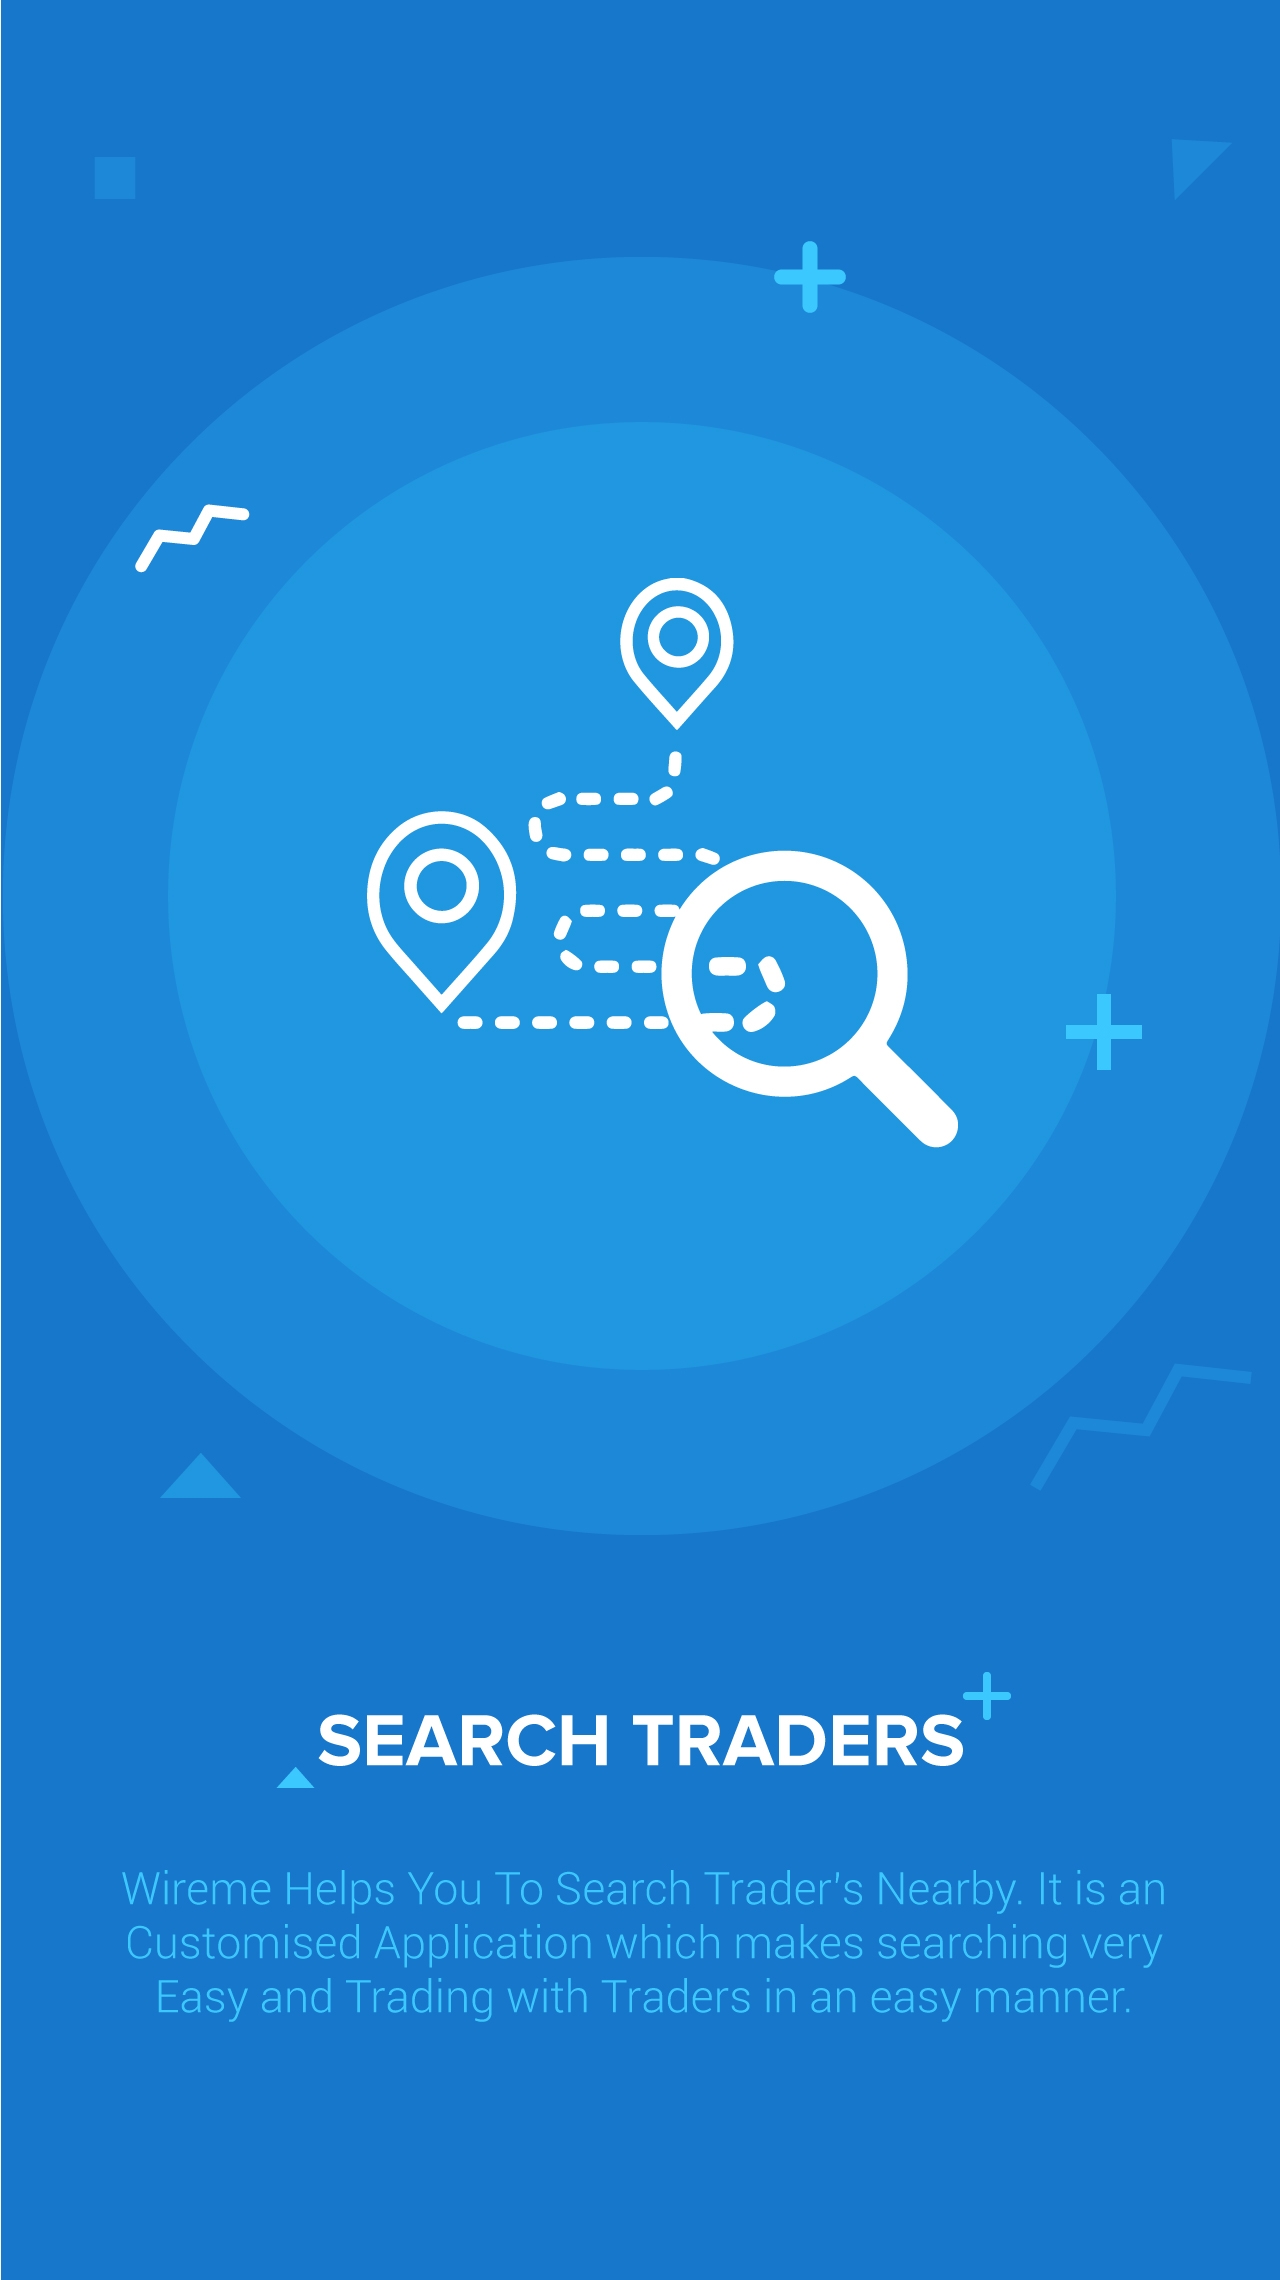 SEARCH TRADERS
Wireme Helps You To Search Trader's Nearby. It is an
Customised Application which makes searching very
Easy and Trading with Traders in an easy manner.